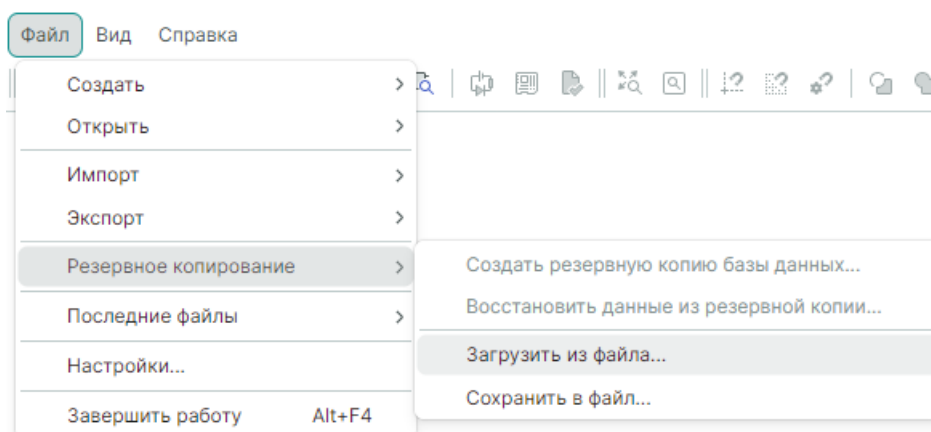 Файл Вид Справка
Создать
Открыть
Импорт
Экспорт
Резервное копирование
Создать резервную копию базы данных...
Восстановить данные из резервной копии...
Последние файлы
Загрузить из файла...
Настройки...
Сохранить в файл...
Завершить работу Alt+F4